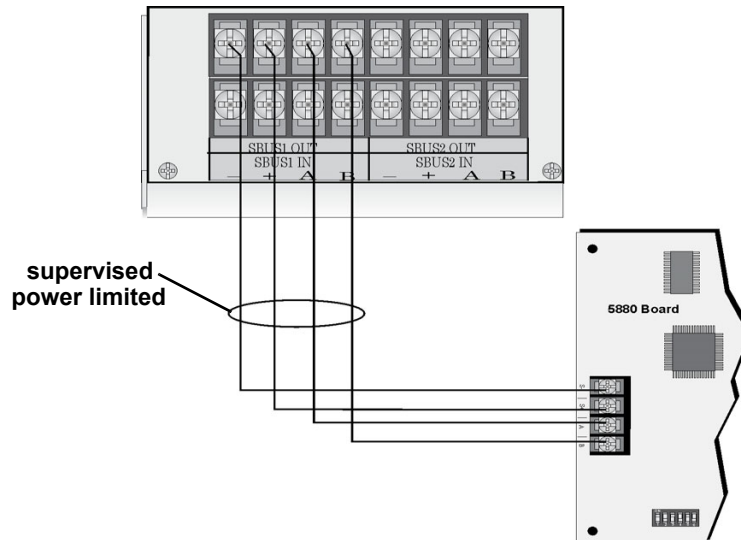 SBUS1 OUT SBUS2 OUT
SBUS1 IN SBUS2 IN
– + A B – + A B
supervised
power limited
5880 Board
A
B